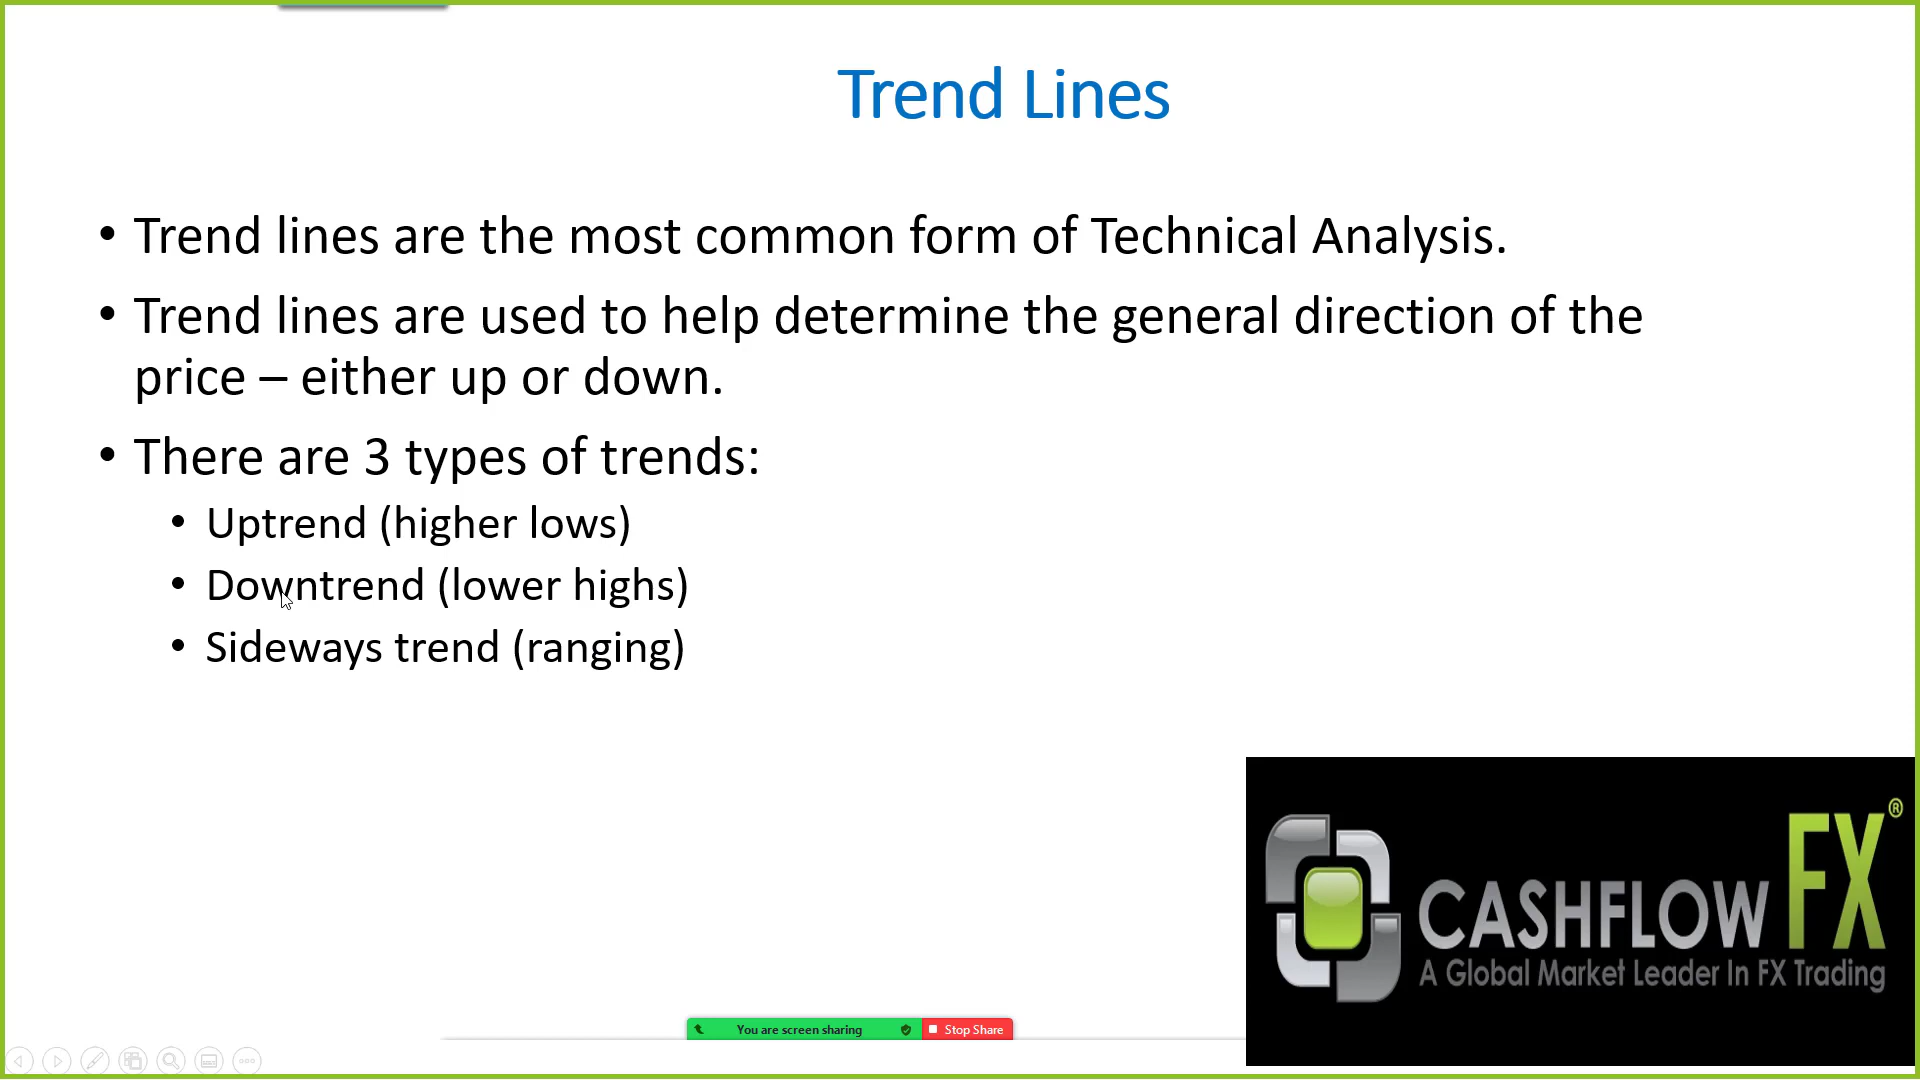 Trend Lines
• Trend lines are the most common form of Technical Analysis.
• Trend lines are used to help determine the general direction of the
price – either up or down.
• There are 3 types of trends:
• Uptrend (higher lows)
• Downtrend (lower highs)
• Sideways trend (ranging)
CASHFLOW FX®
A Global Market Leader In FX Trading
You are screen sharing Stop Share